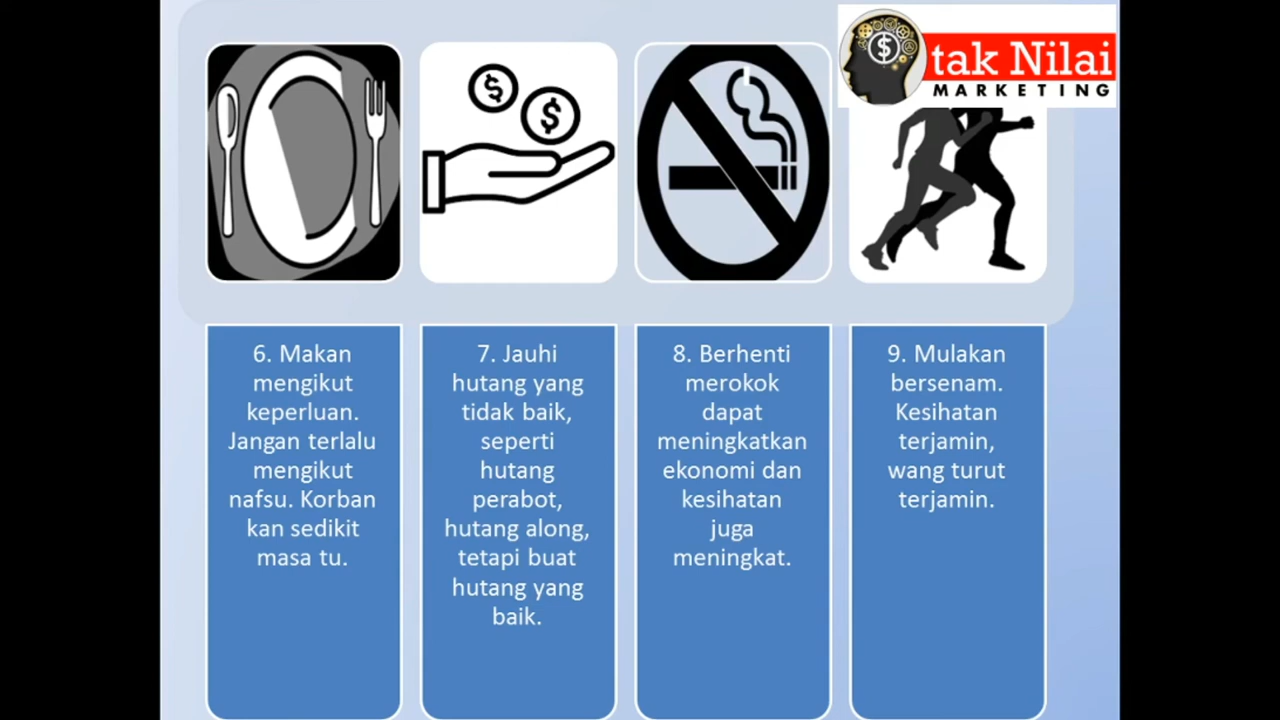 tak Nilai
MARKETING
6. Makan
mengikut
keperluan.
Jangan terlalu
mengikut
nafsu. Korban
kan sedikit
masa tu.
7. Jauhi
hutang yang
tidak baik,
seperti
hutang
perabot,
hutang along,
tetapi buat
hutang yang
baik.
8. Berhenti
merokok
dapat
meningkatkan
ekonomi dan
kesihatan
juga
meningkat.
9. Mulakan
bersenam.
Kesihatan
terjamin,
wang turut
terjamin.